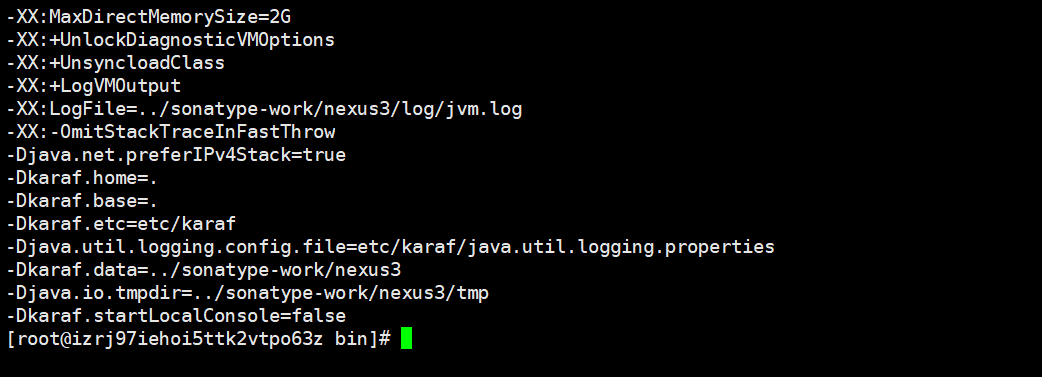 -XX:MaxDirectMemorySize=2G
-XX:+UnlockDiagnosticVMOptions
-XX:+UnsyncloadClass
-XX:+LogVMOutput
-XX:LogFile=../sonatype-work/nexus3/log/jvm.log
-XX:-OmitStackTraceInFastThrow
-Djava.net.preferIPv4Stack=true
-Dkaraf.home=.
-Dkaraf.base=.
-Dkaraf.etc=etc/karaf
-Djava.util.logging.config.file=etc/karaf/java.util.logging.properties
-Dkaraf.data=../sonatype-work/nexus3
-Djava.io.tmpdir=../sonatype-work/nexus3/tmp
-Dkaraf.startLocalConsole=false
[root@izrj97iehoi5ttk2vtpo63z bin]#